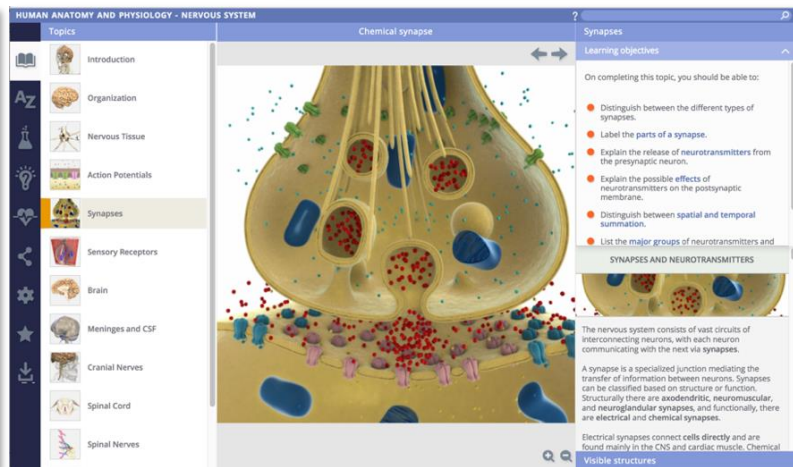 HUMAN ANATOMY AND PHYSIOLOGY - NERVOUS SYSTEM
?
Topics
Chemical synapse
Synapses
Introduction
Organization
Nervous Tissue
Action Potentials
Synapses
Sensory Receptors
Brain
Meninges and CSF
Cranial Nerves
Spinal Cord
Spinal Nerves
AZ
Learning objectives
On completing this topic, you should be able to:
Distinguish between the different types of
synapses.
Label the parts of a synapse.
Explain the release of neurotransmitters from
the presynaptic neuron.
Explain the possible effects of
neurotransmitters on the postsynaptic
membrane.
Distinguish between spatial and temporal
summation.
List the major groups of neurotransmitters and
SYNAPSES AND NEUROTRANSMITTERS
The nervous system consists of vast circuits of
interconnecting neurons, with each neuron
communicating with the next via synapses.
A synapse is a specialized junction mediating the
transfer of information between neurons. Synapses
can be classified based on structure or function.
Structurally there are axodendritic, neuromuscular,
and neuroglandular synapses, and functionally, there
are electrical and chemical synapses.
Electrical synapses connect cells directly and are
found mainly in the CNS and cardiac muscle. Chemical
Visible structures